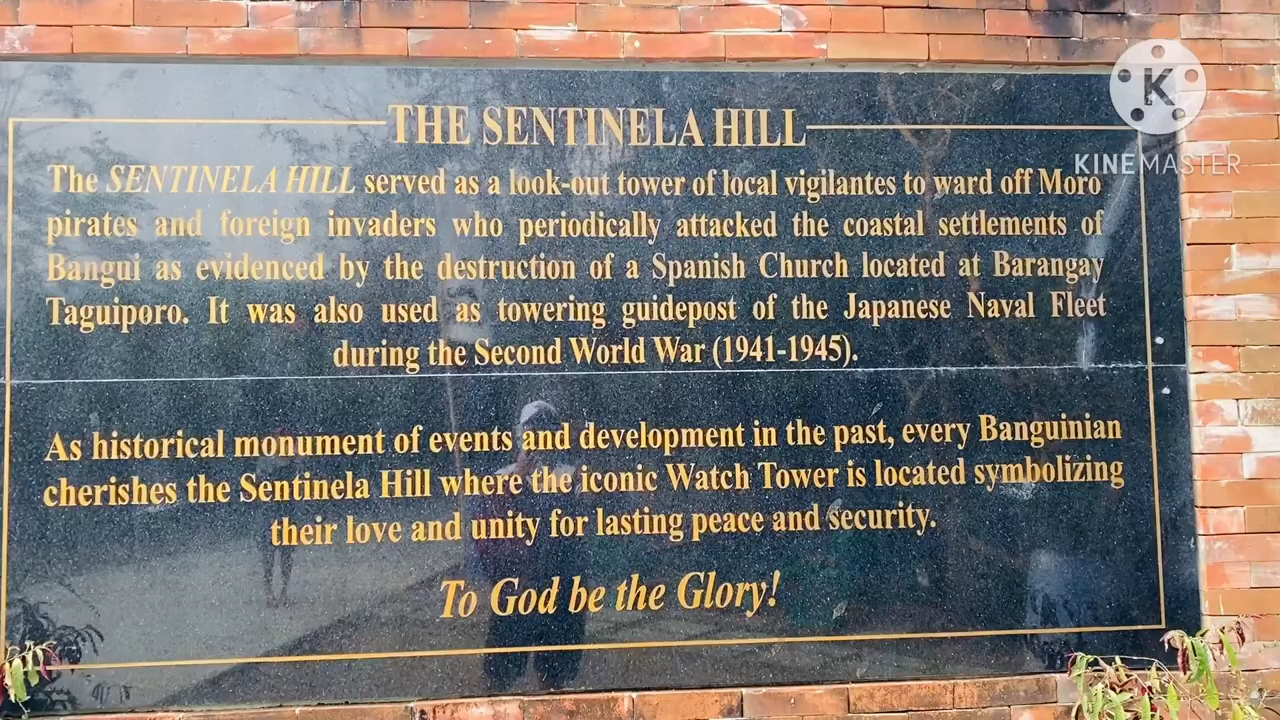 THE SENTINELA HILL
The SENTINELA HILL served as a look-out tower of local vigilantes to ward off Moro
pirates and foreign invaders who periodically attacked the coastal settlements of
Bangui as evidenced by the destruction of a Spanish Church located at Barangay
Taguiporo. It was also used as towering guidepost of the Japanese Naval Fleet
during the Second World War (1941-1945).
As historical monument of events and development in the past, every Banguinian
cherishes the Sentinela Hill where the iconic Watch Tower is located symbolizing
their love and unity for lasting peace and security.
To God be the Glory!
K
KINEMASTER